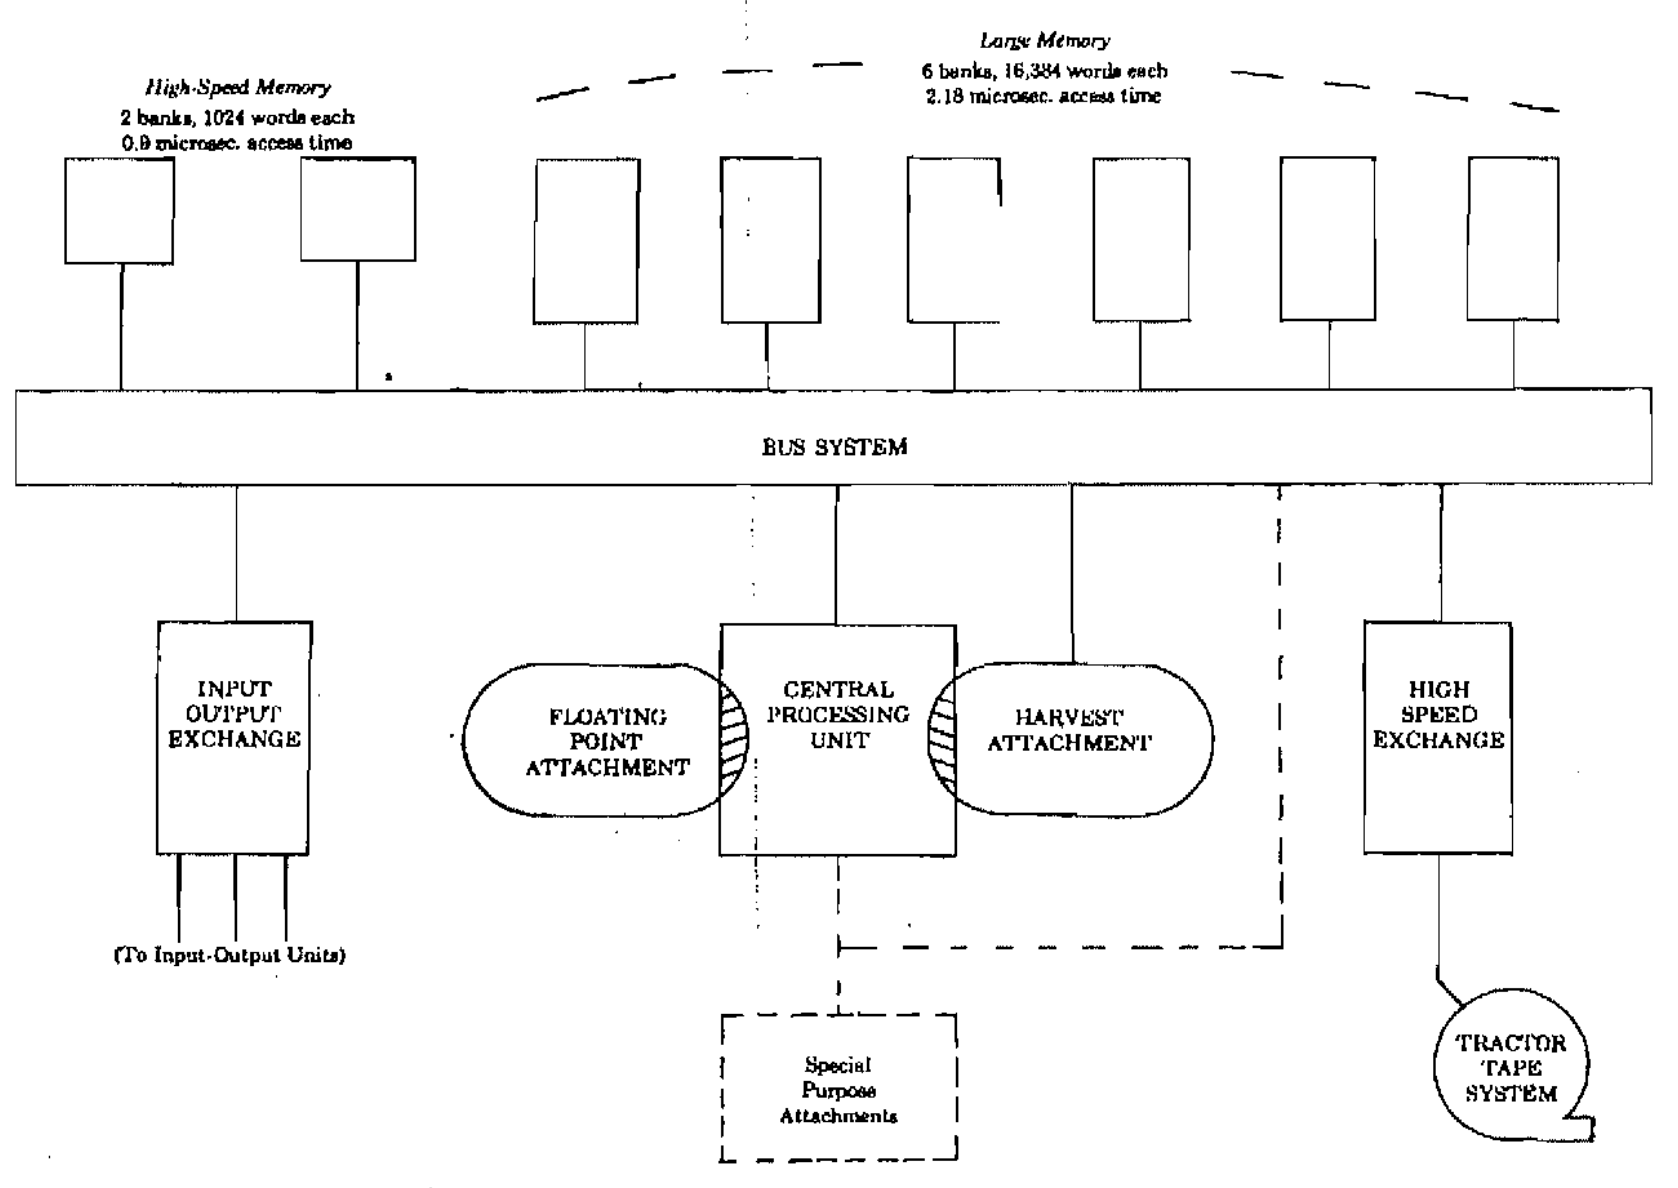 Large Memory
6 banks, 16,384 words each
2.18 microsec. access time
High-Speed Memory
2 banks, 1024 words each
0.9 microsec. access time
BUS SYSTEM
INPUT
OUTPUT
EXCHANGE
(To Input-Output Units)
FLOATING
POINT
ATTACHMENT
CENTRAL
PROCESSING
UNIT
HARVEST
ATTACHMENT
HIGH
SPEED
EXCHANGE
Special
Purpose
Attachments
TRACTOR
TAPE
SYSTEM